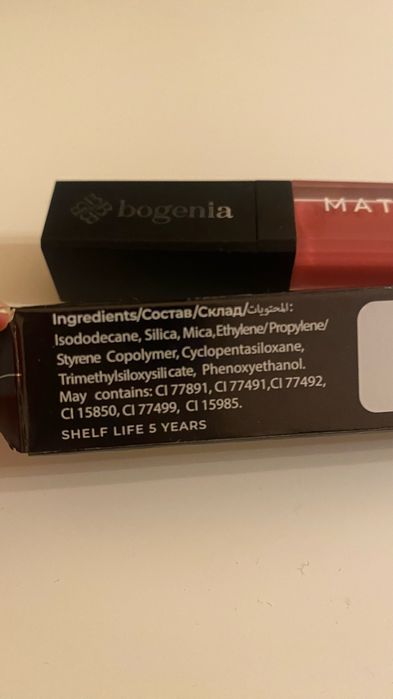 bogenia
MAT
Ingredients/Состав/Склад/المحتويات:
Isododecane, Silica, Mica, Ethylene/Propylene/
Styrene Copolymer, Cyclopentasiloxane,
Trimethylsiloxysilicate, Phenoxyethanol.
May contains: CI 77891, CI 77491, CI 77492,
CI 15850, CI 77499, CI 15985.
SHELF LIFE 5 YEARS